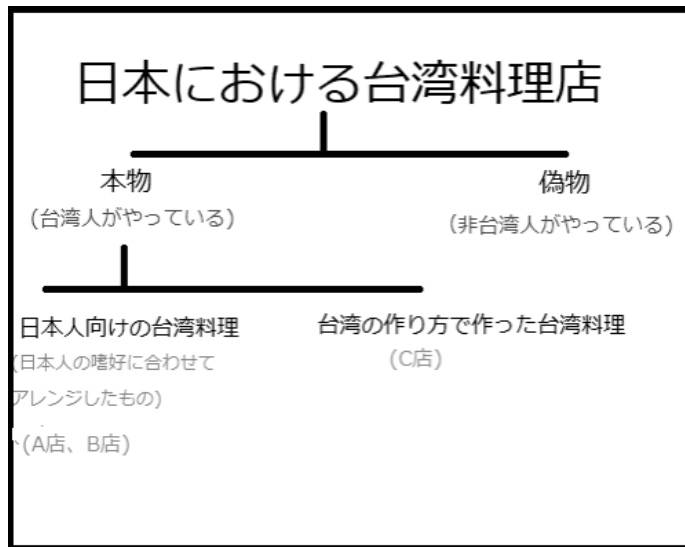 日本における台湾料理店
本物
(台湾人がやっている)
偽物
(非台湾人がやっている)
日本人向けの台湾料理
(日本人の嗜好に合わせて
アレンジしたもの)
(A店、B店)
台湾の作り方で作った台湾料理
(C店)